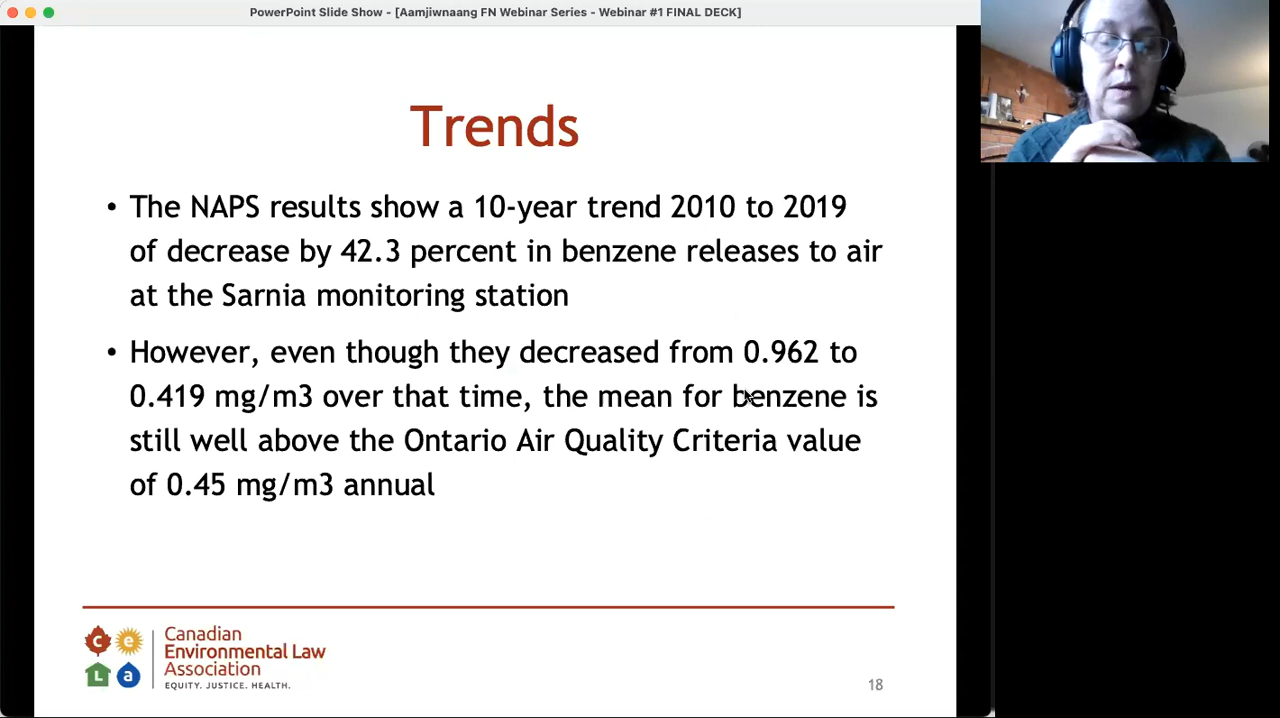 PowerPoint Slide Show - [Aamjiwnaang FN Webinar Series - Webinar #1 FINAL DECK]
Trends
• The NAPS results show a 10-year trend 2010 to 2019
of decrease by 42.3 percent in benzene releases to air
at the Sarnia monitoring station
• However, even though they decreased from 0.962 to
0.419 mg/m3 over that time, the mean for benzene is
still well above the Ontario Air Quality Criteria value
of 0.45 mg/m3 annual
c e
L a
Canadian
Environmental Law
Association
EQUITY. JUSTICE. HEALTH.
18